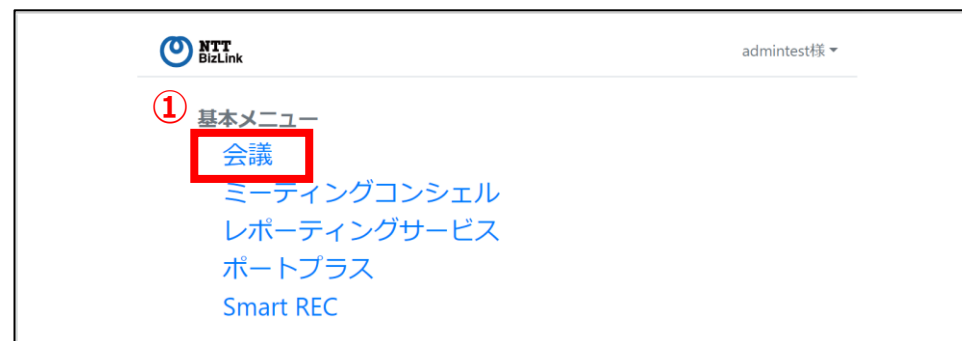 NTT
BizLink
admintest様
①
基本メニュー
会議
ミーティングコンシェル
レポーティングサービス
ポートプラス
Smart REC